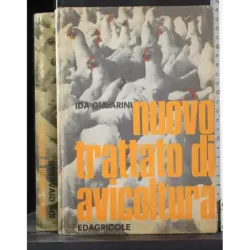 IDA GIAVARINI
nuovo
trattato di
avicoltura
EDAGRICOLE